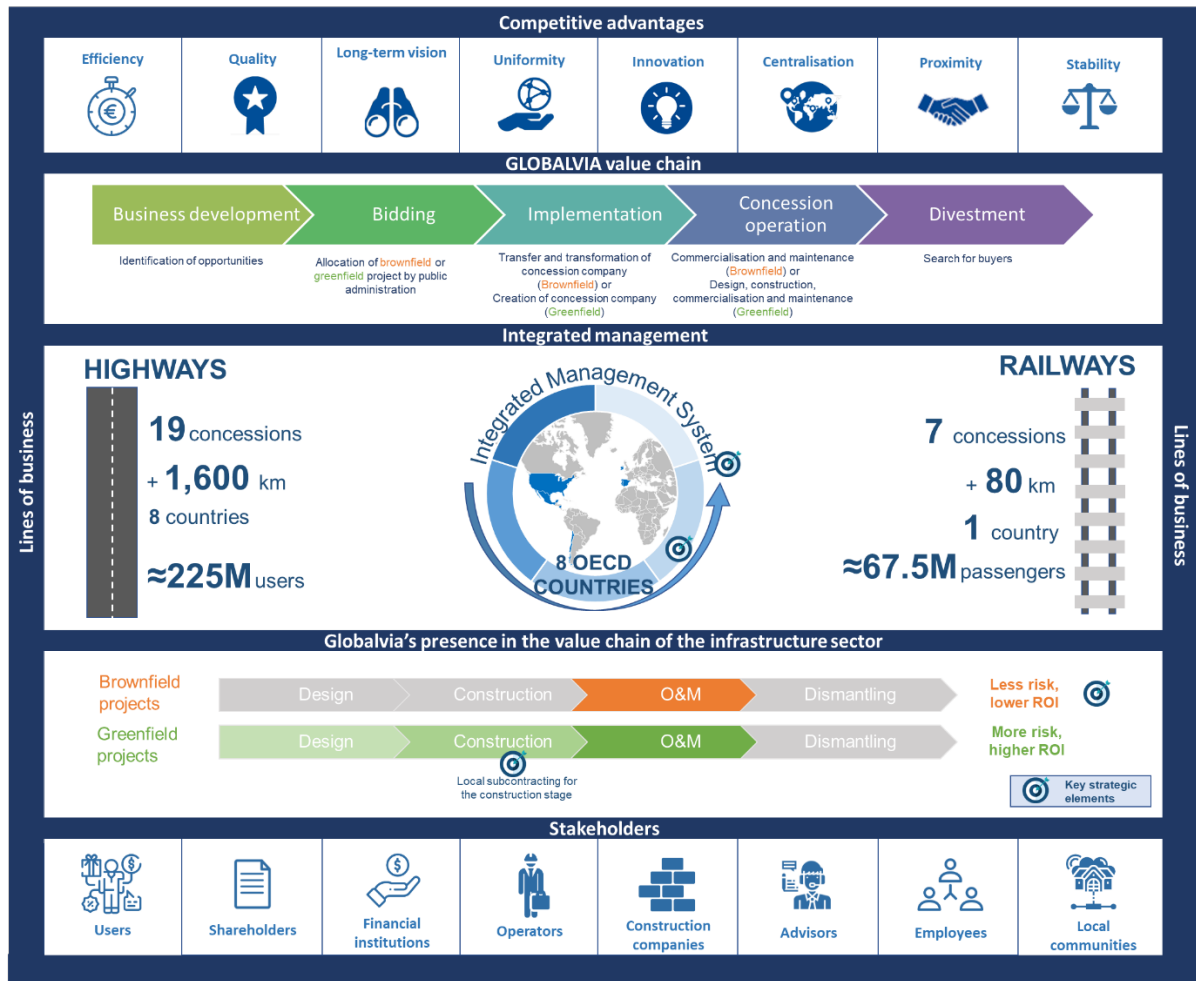 Competitive advantages
Efficiency
Quality
Long-term vision
Uniformity
Innovation
Centralisation
Proximity
Stability
€
GLOBALVIA value chain
Business development
Bidding
Implementation
Concession
operation
Divestment
Identification of opportunities
Allocation of brownfield or
greenfield project by public
administration
Transfer and transformation of
concession company
(Brownfield) or
Creation of concession company
(Greenfield)
Commercialisation and maintenance
(Brownfield) or
Design, construction,
commercialisation and maintenance
(Greenfield)
Search for buyers
Integrated management
Lines of business
HIGHWAYS
19 concessions
+ 1,600 km
8 countries
≈225M users
Integrated Management System
8 OECD
COUNTRIES
RAILWAYS
7 concessions
+ 80 km
1 country
≈67.5M passengers
Lines of business
Globalvia's presence in the value chain of the infrastructure sector
Brownfield
projects
Design
Construction
O&M
Dismantling
Less risk,
lower ROI
Greenfield
projects
Design
Construction
O&M
Dismantling
More risk,
higher ROI
Local subcontracting for
the construction stage
Key strategic
elements
Stakeholders
$
$
Users
Shareholders
Financial
institutions
Operators
Construction
companies
Advisors
Employees
Local
communities